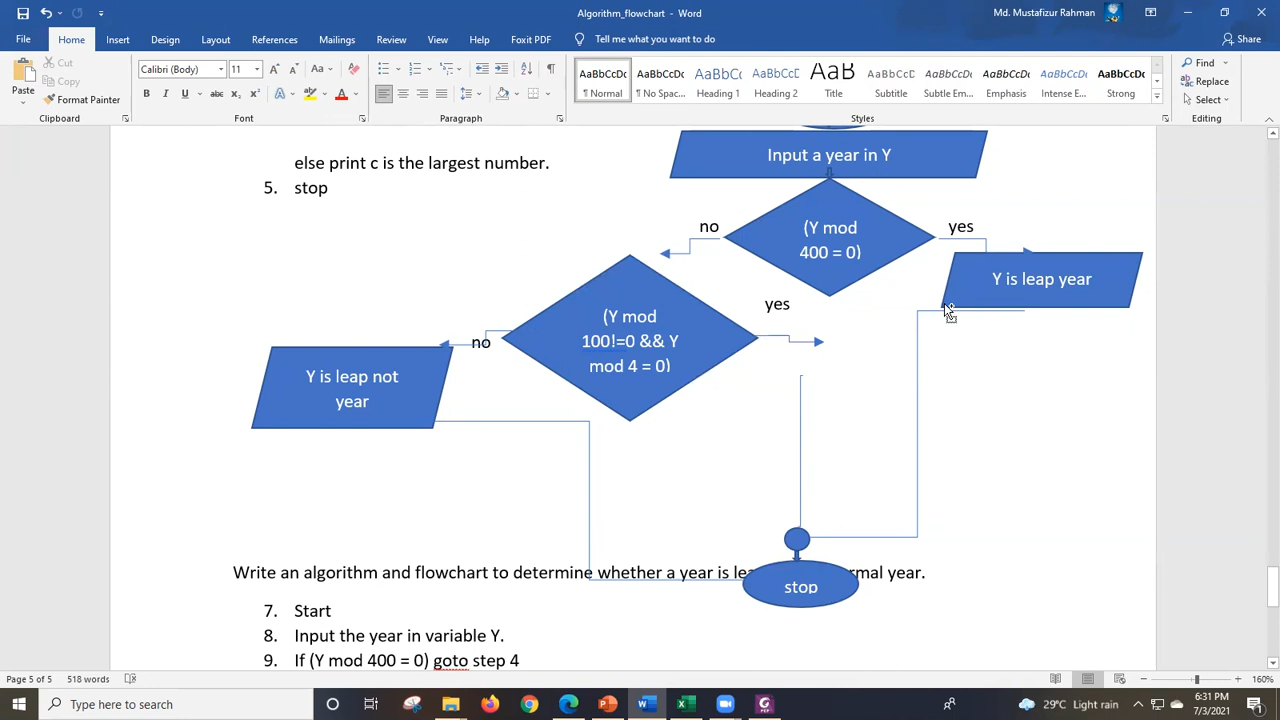 Algorithm_flowchart - Word
Md. Mustafizur Rahman
File Home Insert Design Layout References Mailings Review View Help Foxit PDF Tell me what you want to do Share
Paste
Cut
Copy
Format Painter
Clipboard
Calibri (Body) 11
Font
Paragraph
AaBbCcDc AaBbCcDc AaBbC AaBbCcE AaB AaBbCcD AaBbCcDc AaBbCcDc AaBbCcDc AaBbCcDc
¶ Normal ¶ No Spac... Heading 1 Heading 2 Title Subtitle Subtle Em... Emphasis Intense E... Strong
Styles
Find
Replace
Select
Editing
else print c is the largest number.
5. stop
Input a year in Y
(Y mod
400 = 0)
no
yes
Y is leap year
(Y mod
100!=0 && Y
mod 4 = 0)
yes
no
Y is leap not
year
stop
Write an algorithm and flowchart to determine whether a year is lea rmal year.
7. Start
8. Input the year in variable Y.
9. If (Y mod 400 = 0) goto step 4
Page 5 of 5 518 words 160%
Type here to search
29°C Light rain
6:31 PM
7/3/2021